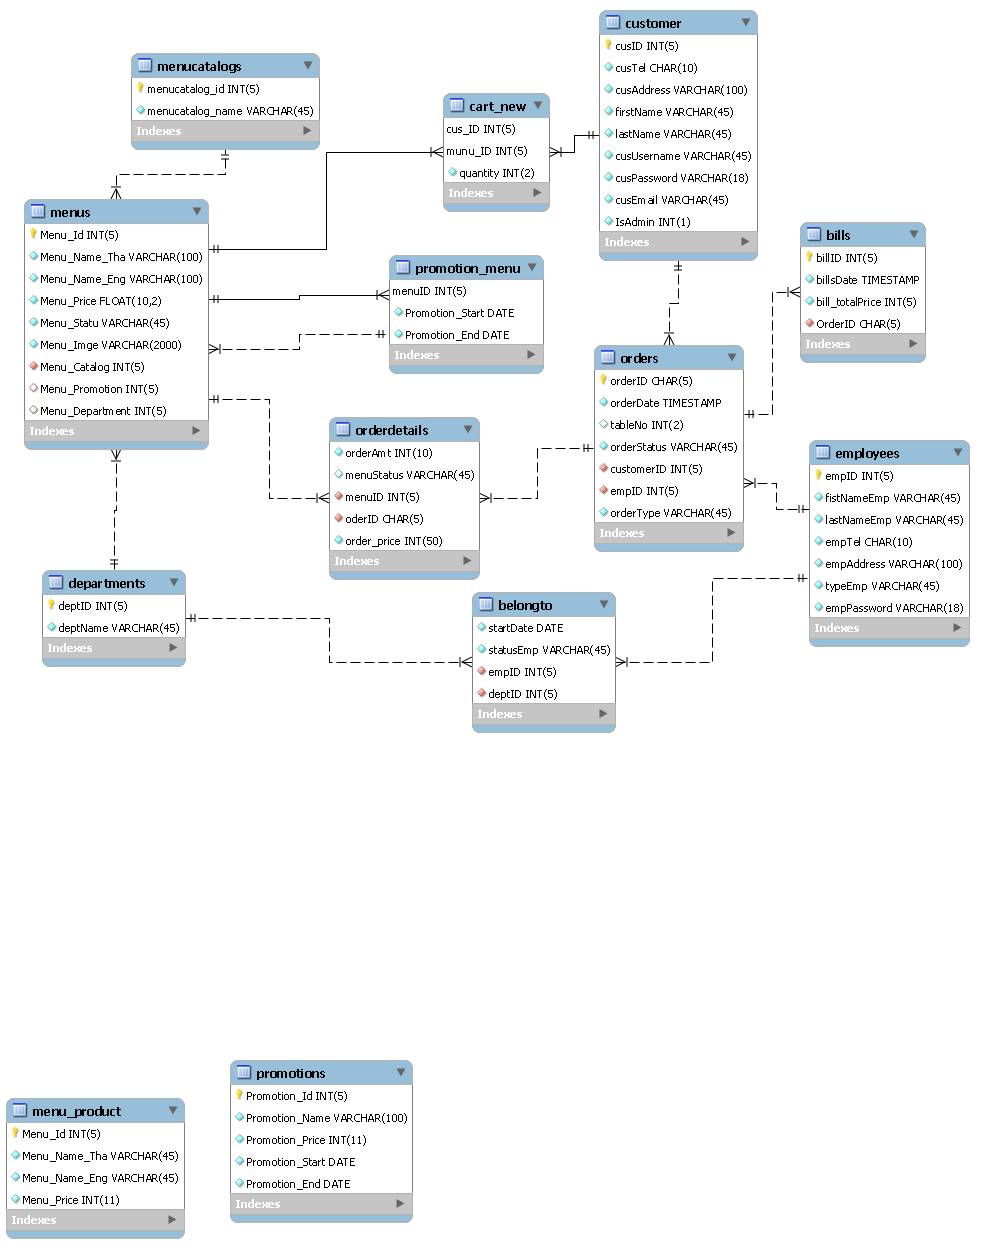 menucatalogs
menucatalog_id INT(5)
menucatalog_name VARCHAR(45)
Indexes
cart_new
cus_ID INT(5)
munu_ID INT(5)
quantity INT(2)
Indexes
customer
cusID INT(5)
cusTel CHAR(10)
cusAddress VARCHAR(100)
firstName VARCHAR(45)
lastName VARCHAR(45)
cusUsername VARCHAR(45)
cusPassword VARCHAR(18)
cusEmail VARCHAR(45)
IsAdmin INT(1)
Indexes
menus
Menu_Id INT(5)
Menu_Name_Tha VARCHAR(100)
Menu_Name_Eng VARCHAR(100)
Menu_Price FLOAT(10,2)
Menu_Statu VARCHAR(45)
Menu_Imge VARCHAR(2000)
Menu_Catalog INT(5)
Menu_Promotion INT(5)
Menu_Department INT(5)
Indexes
promotion_menu
menuID INT(5)
Promotion_Start DATE
Promotion_End DATE
Indexes
bills
billID INT(5)
billsDate TIMESTAMP
bill_totalPrice INT(5)
OrderID CHAR(5)
Indexes
orders
orderID CHAR(5)
orderDate TIMESTAMP
tableNo INT(2)
orderStatus VARCHAR(45)
customerID INT(5)
empID INT(5)
orderType VARCHAR(45)
Indexes
orderdetails
orderAmt INT(10)
menuStatus VARCHAR(45)
menuID INT(5)
oderID CHAR(5)
order_price INT(50)
Indexes
employees
empID INT(5)
fistNameEmp VARCHAR(45)
lastNameEmp VARCHAR(45)
empTel CHAR(10)
empAddress VARCHAR(100)
typeEmp VARCHAR(45)
empPassword VARCHAR(18)
Indexes
departments
deptID INT(5)
deptName VARCHAR(45)
Indexes
belongto
startDate DATE
statusEmp VARCHAR(45)
empID INT(5)
deptID INT(5)
Indexes
menu_product
Menu_Id INT(5)
Menu_Name_Tha VARCHAR(45)
Menu_Name_Eng VARCHAR(45)
Menu_Price INT(11)
Indexes
promotions
Promotion_Id INT(5)
Promotion_Name VARCHAR(100)
Promotion_Price INT(11)
Promotion_Start DATE
Promotion_End DATE
Indexes